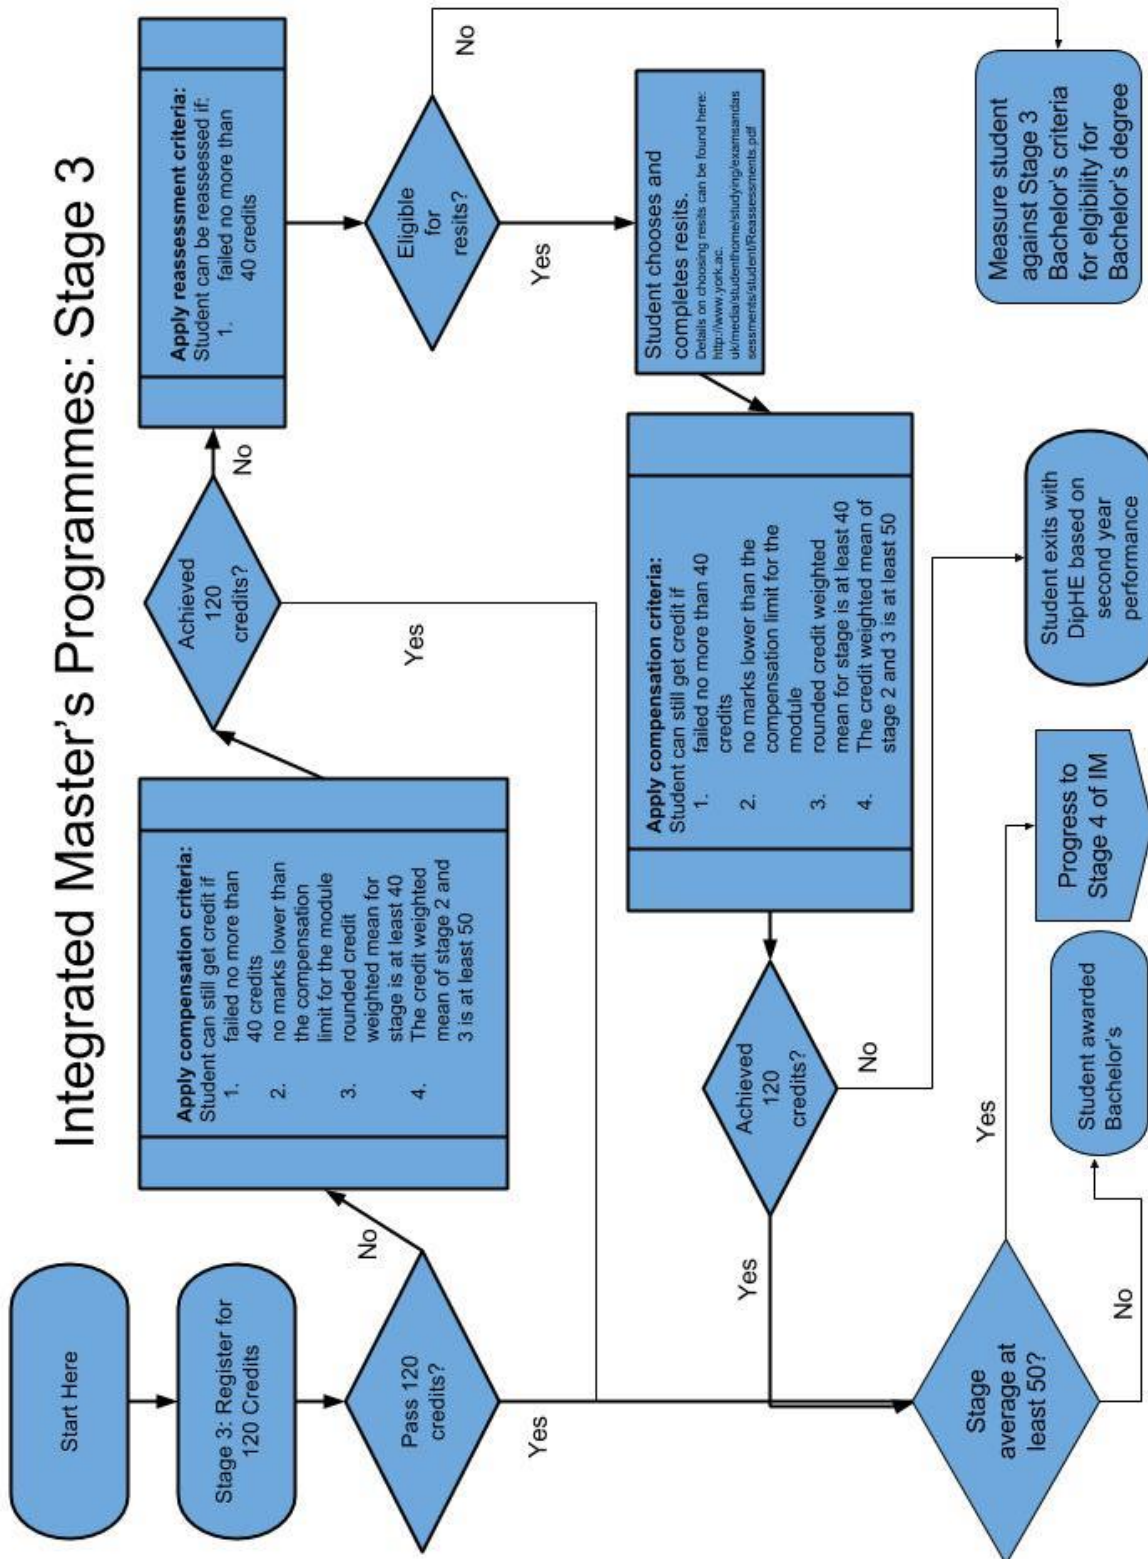 Integrated Master's Programmes: Stage 3
Start Here
Stage 3: Register for
120 Credits
Pass 120
credits?
No
Yes
Apply compensation criteria:
Student can still get credit if
1. failed no more than
40 credits
2. no marks lower than
the compensation
limit for the module
3. rounded credit
weighted mean for
stage is at least 40
4. The credit weighted
mean of stage 2 and
3 is at least 50
Achieved
120
credits?
No
Yes
Apply reassessment criteria:
Student can be reassessed if:
1. failed no more than
40 credits
Eligible
for
resits?
No
Yes
Student chooses and
completes resits.
Details on choosing resits can be found here:
http://www.york.ac.
uk/media/studenthome/studying/examsandas
sessments/student/Reassessments.pdf
Apply compensation criteria:
Student can still get credit if
1. failed no more than 40
credits
2. no marks lower than the
compensation limit for the
module
3. rounded credit weighted
mean for stage is at least 40
4. The credit weighted mean of
stage 2 and 3 is at least 50
Achieved
120
credits?
Yes
No
Stage
average at
least 50?
Yes
No
Student awarded
Bachelor's
Progress to
Stage 4 of IM
Student exits with
DipHE based on
second year
performance
Measure student
against Stage 3
Bachelor's criteria
for elgibility for
Bachelor's degree